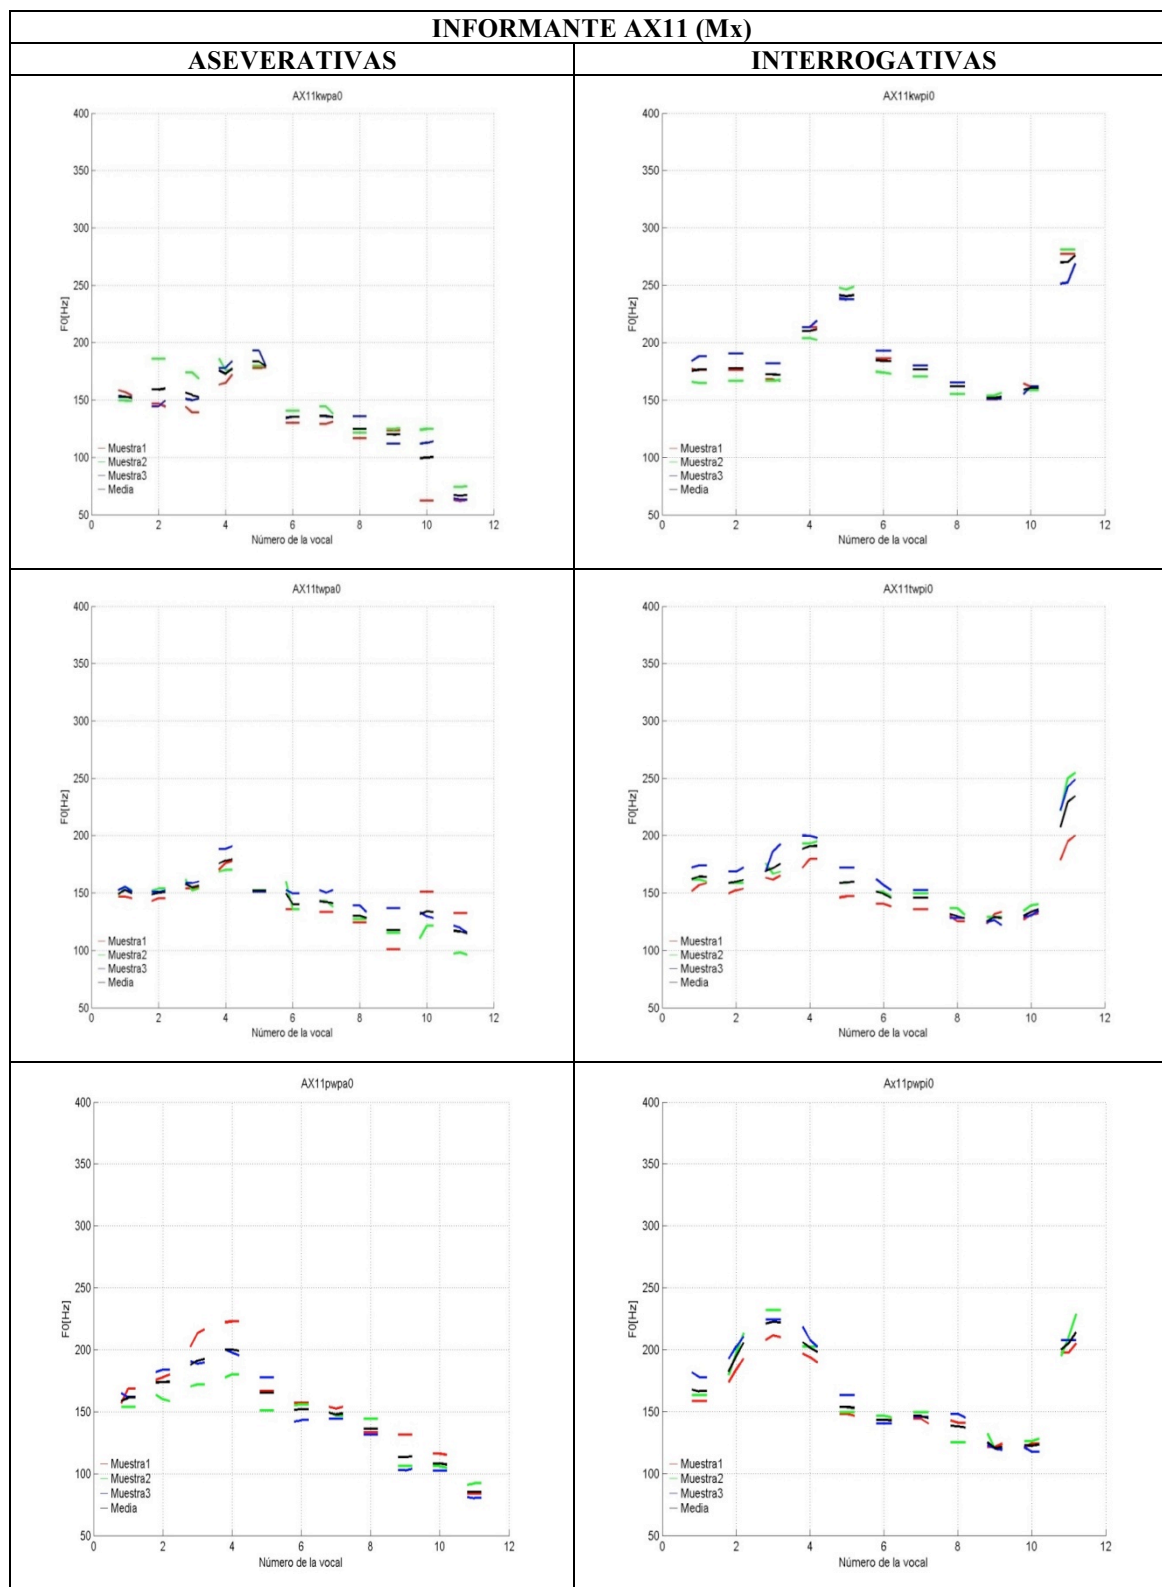 INFORMANTE AX11 (Mx)
ASEVERATIVAS INTERROGATIVAS
AX11kwpa0
400
350
300
250
200
150
100
50
F0[Hz]
Muestra1
Muestra2
Muestra3
Media
0 2 4 6 8 10 12
Número de la vocal
AX11kwpi0
400
350
300
250
200
150
100
50
F0[Hz]
Muestra1
Muestra2
Muestra3
Media
0 2 4 6 8 10 12
Número de la vocal
AX11twpa0
400
350
300
250
200
150
100
50
F0[Hz]
Muestra1
Muestra2
Muestra3
Media
0 2 4 6 8 10 12
Número de la vocal
AX11twpi0
400
350
300
250
200
150
100
50
F0[Hz]
Muestra1
Muestra2
Muestra3
Media
0 2 4 6 8 10 12
Número de la vocal
AX11pwpa0
400
350
300
250
200
150
100
50
F0[Hz]
Muestra1
Muestra2
Muestra3
Media
0 2 4 6 8 10 12
Número de la vocal
Ax11pwpi0
400
350
300
250
200
150
100
50
F0[Hz]
Muestra1
Muestra2
Muestra3
Media
0 2 4 6 8 10 12
Número de la vocal